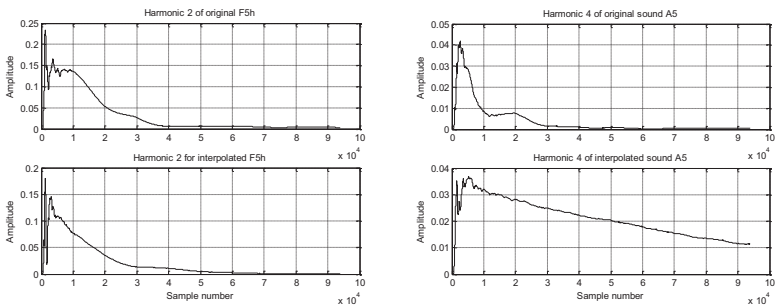 Harmonic 2 of original F5h
0.25
0.2
0.15
0.1
0.05
0
Amplitude
0 1 2 3 4 5 6 7 8 9 10
x 10^4
Harmonic 2 for interpolated F5h
0.2
0.15
0.1
0.05
0
Amplitude
0 1 2 3 4 5 6 7 8 9 10
Sample number
x 10^4
Harmonic 4 of original sound A5
0.05
0.04
0.03
0.02
0.01
0
Amplitude
0 1 2 3 4 5 6 7 8 9 10
x 10^4
Harmonic 4 of interpolated sound A5
0.04
0.03
0.02
0.01
0
Amplitude
0 1 2 3 4 5 6 7 8 9 10
Sample number
x 10^4